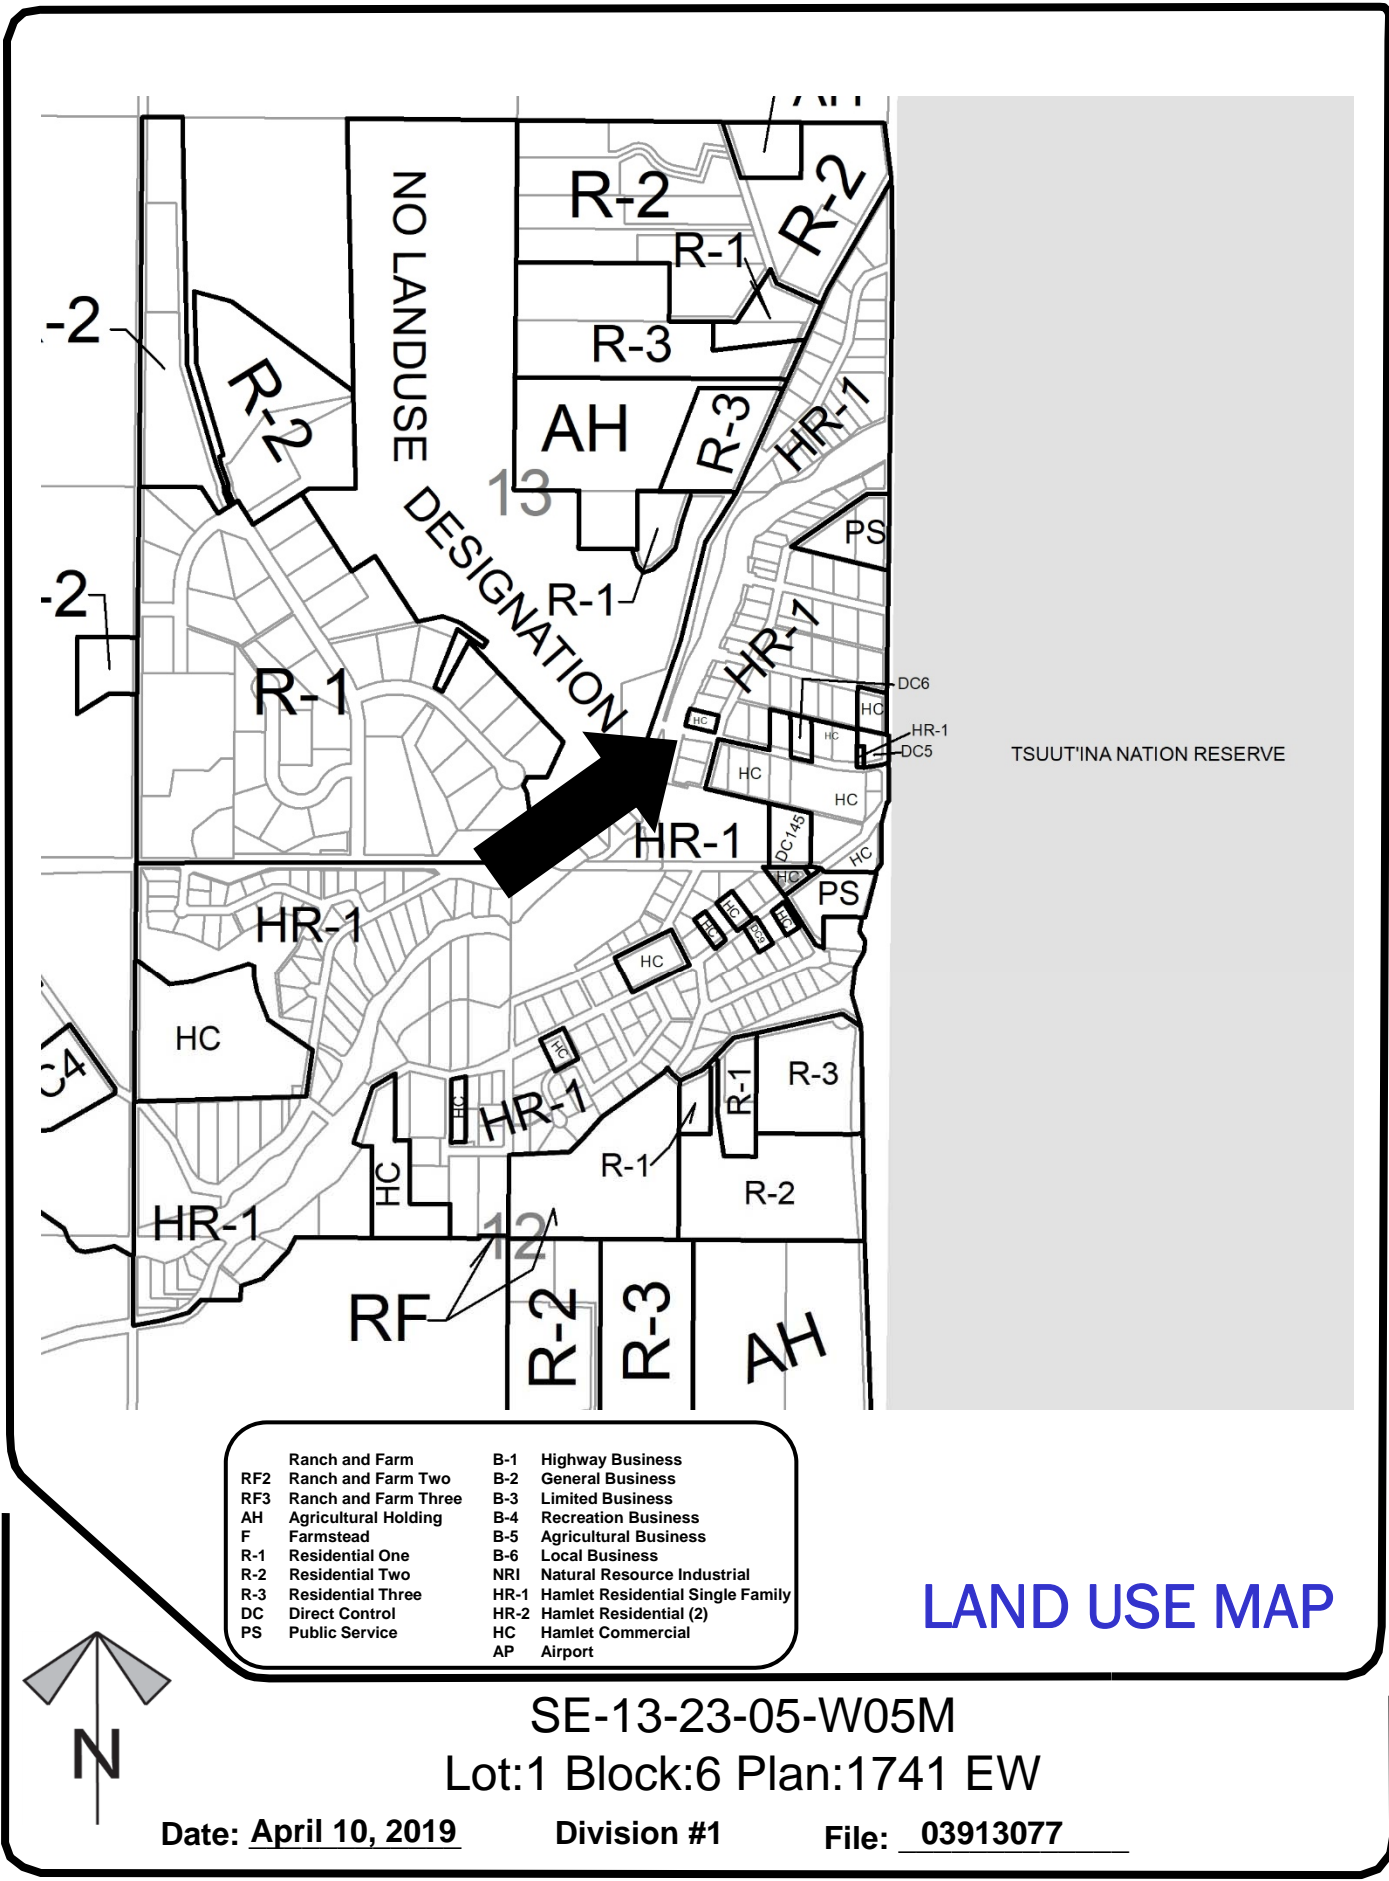 AH
R-2
R-2
R-1
NO LANDUSE
DESIGNATION
-2
R-3
R-2
HR-1
AH
R-3
13
PS
R-1
-2
HR-1
R-1
DC6
HC
HC
HC
HR-1
DC5
TSUUT'INA NATION RESERVE
HC
HC
HR-1
DC145
HC
HC
PS
HR-1
HC
HC
HC
DC9
HC
HC
HC
C4
R-3
R-1
HC
HR-1
R-1
HC
R-2
HR-1
12
RF
R-2
R-3
AH
Ranch and Farm
RF2 Ranch and Farm Two
RF3 Ranch and Farm Three
AH Agricultural Holding
F Farmstead
R-1 Residential One
R-2 Residential Two
R-3 Residential Three
DC Direct Control
PS Public Service
B-1 Highway Business
B-2 General Business
B-3 Limited Business
B-4 Recreation Business
B-5 Agricultural Business
B-6 Local Business
NRI Natural Resource Industrial
HR-1 Hamlet Residential Single Family
HR-2 Hamlet Residential (2)
HC Hamlet Commercial
AP Airport
LAND USE MAP
N
SE-13-23-05-W05M
Lot:1 Block:6 Plan:1741 EW
Date: April 10, 2019 Division #1 File: 03913077